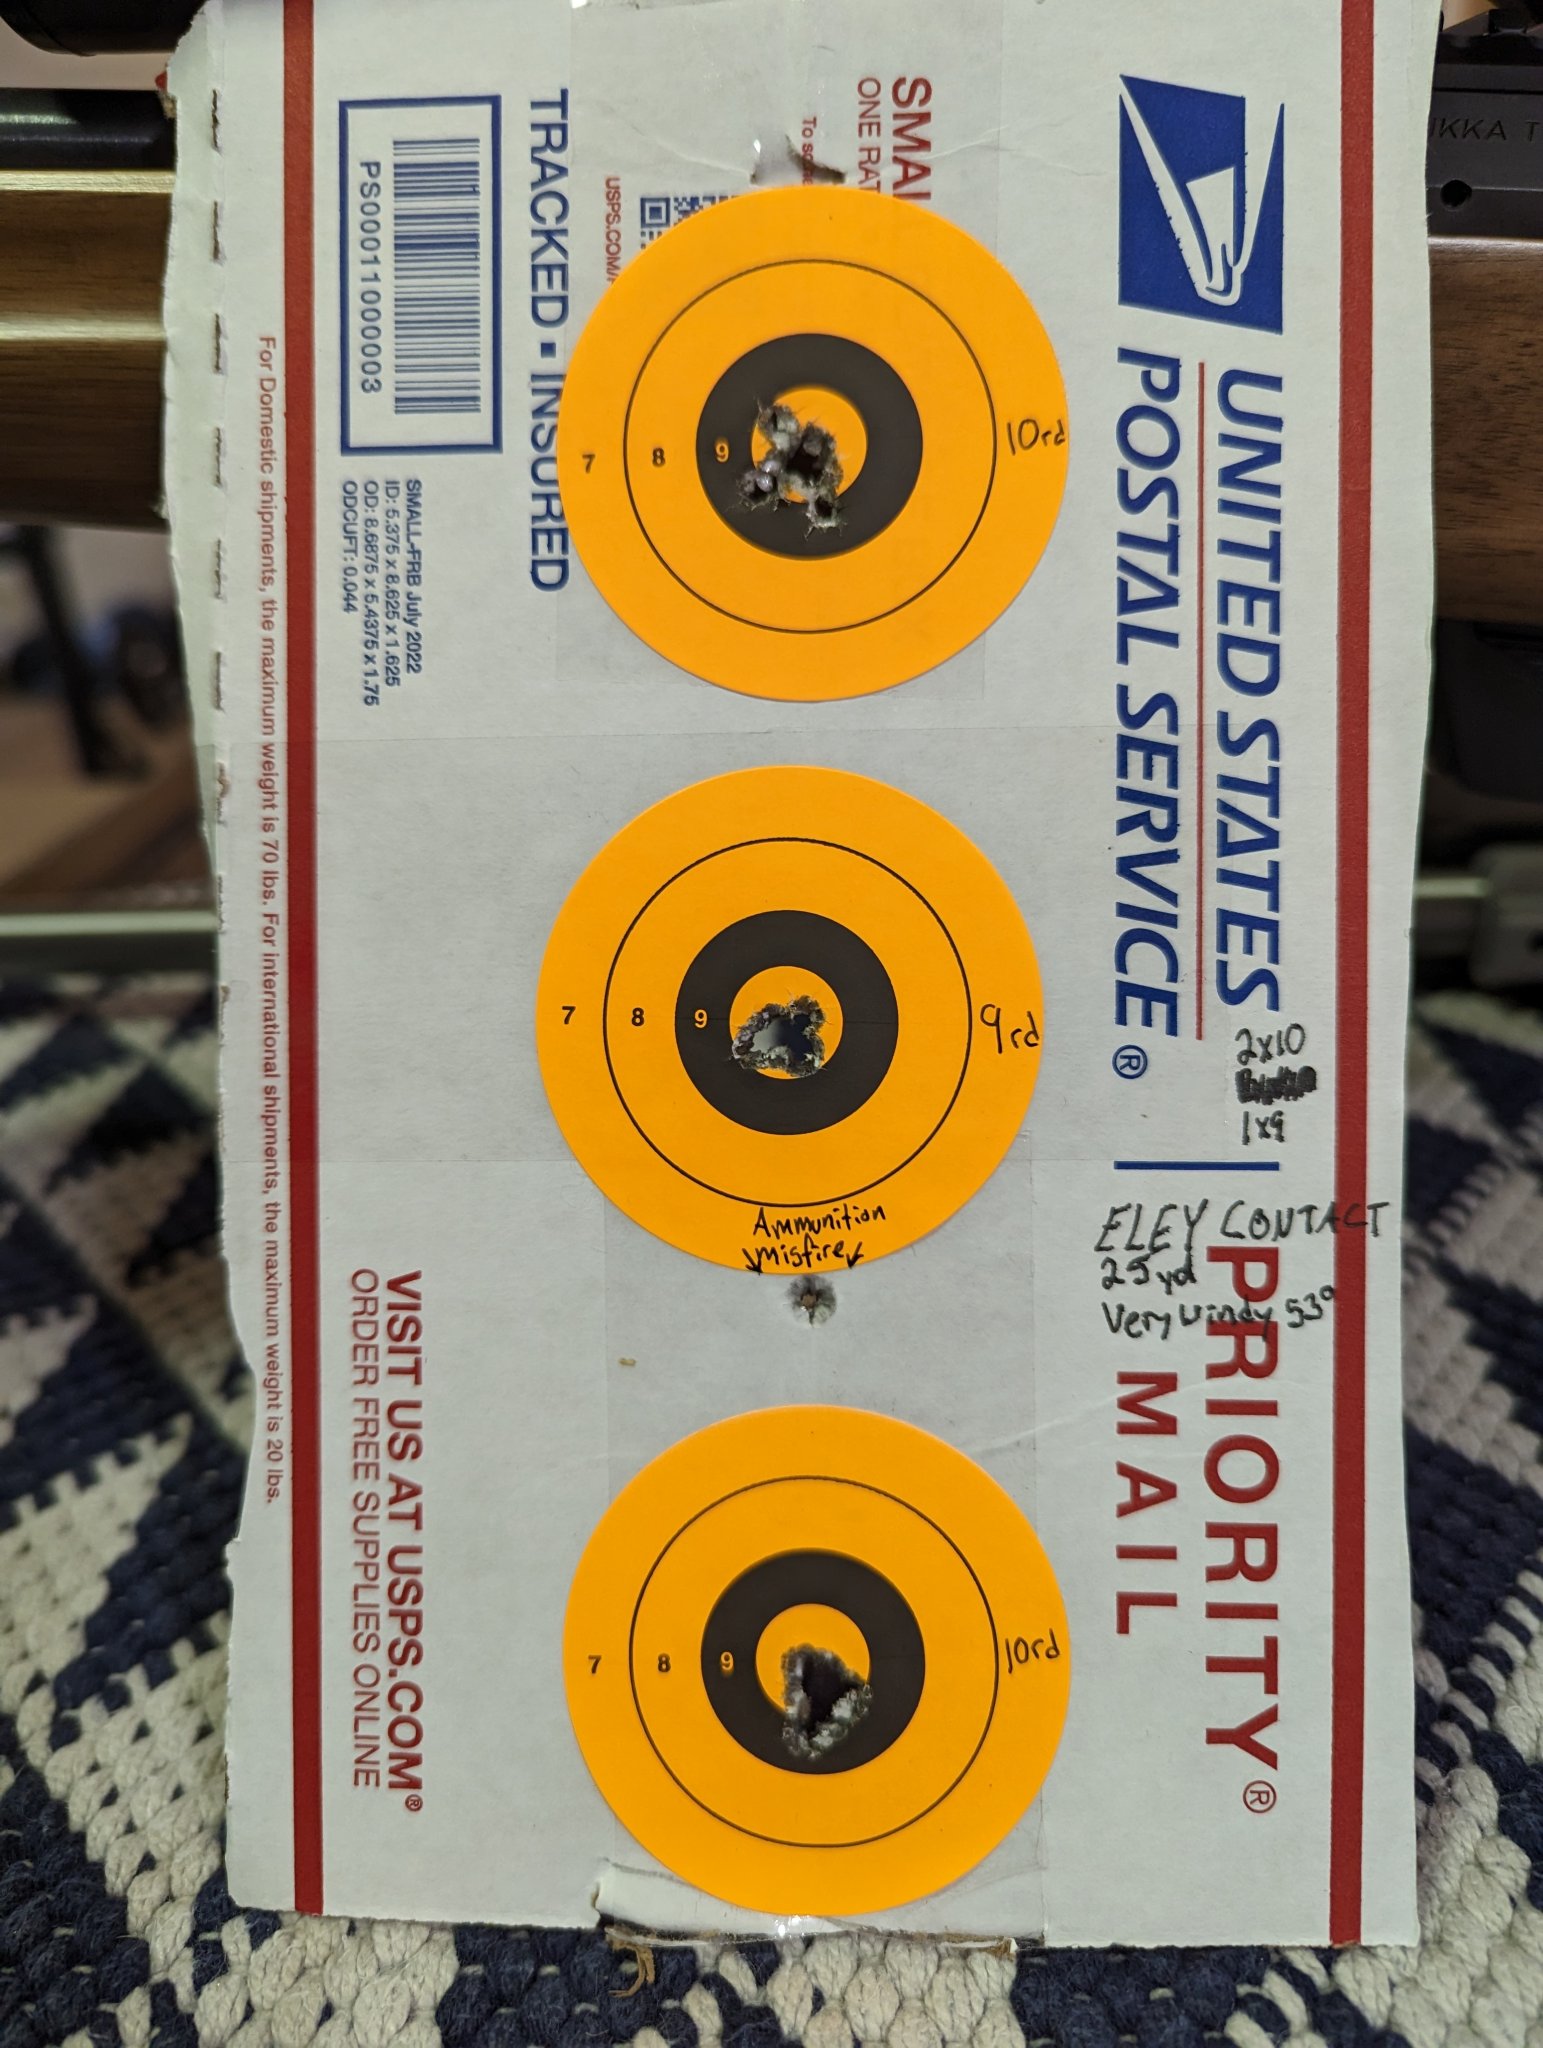 IKKA T
SMAL
ONE RAT
To sc
USPS.COM/
TRACKED ▪ INSURED
PS00011000003
SMALL-FRB July 2022
ID: 5.375 x 8.625 x 1.625
OD: 8.6875 x 5.4375 x 1.75
ODCUFT: 0.044
For Domestic shipments, the maximum weight is 70 lbs. For international shipments, the maximum weight is 20 lbs.
UNITED STATES
POSTAL SERVICE®
PRIORITY®
MAIL
VISIT US AT USPS.COM®
ORDER FREE SUPPLIES ONLINE
7 8 9
10rd
7 8 9
9rd
2x10
1x9
ELEY CONTACT
25yd
Very windy 53°
Ammunition
misfire
7 8 9
10rd